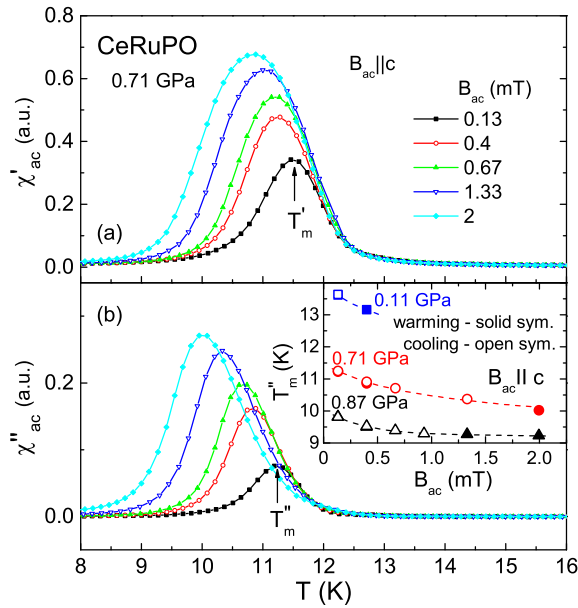 CeRuPO
0.71 GPa
B_ac||c
B_ac (mT)
0.13
0.4
0.67
1.33
2
T'_m
(a)
χ'_ac (a.u.)
0.8
0.6
0.4
0.2
0.0
(b)
χ''_ac (a.u.)
0.2
0.0
T''_m
0.11 GPa
warming - solid sym.
cooling - open sym.
0.71 GPa
B_ac|| c
0.87 GPa
T''_m (K)
13
12
11
10
9
0.0
0.5
1.0
1.5
2.0
B_ac (mT)
8 9 10 11 12 13 14 15 16
T (K)